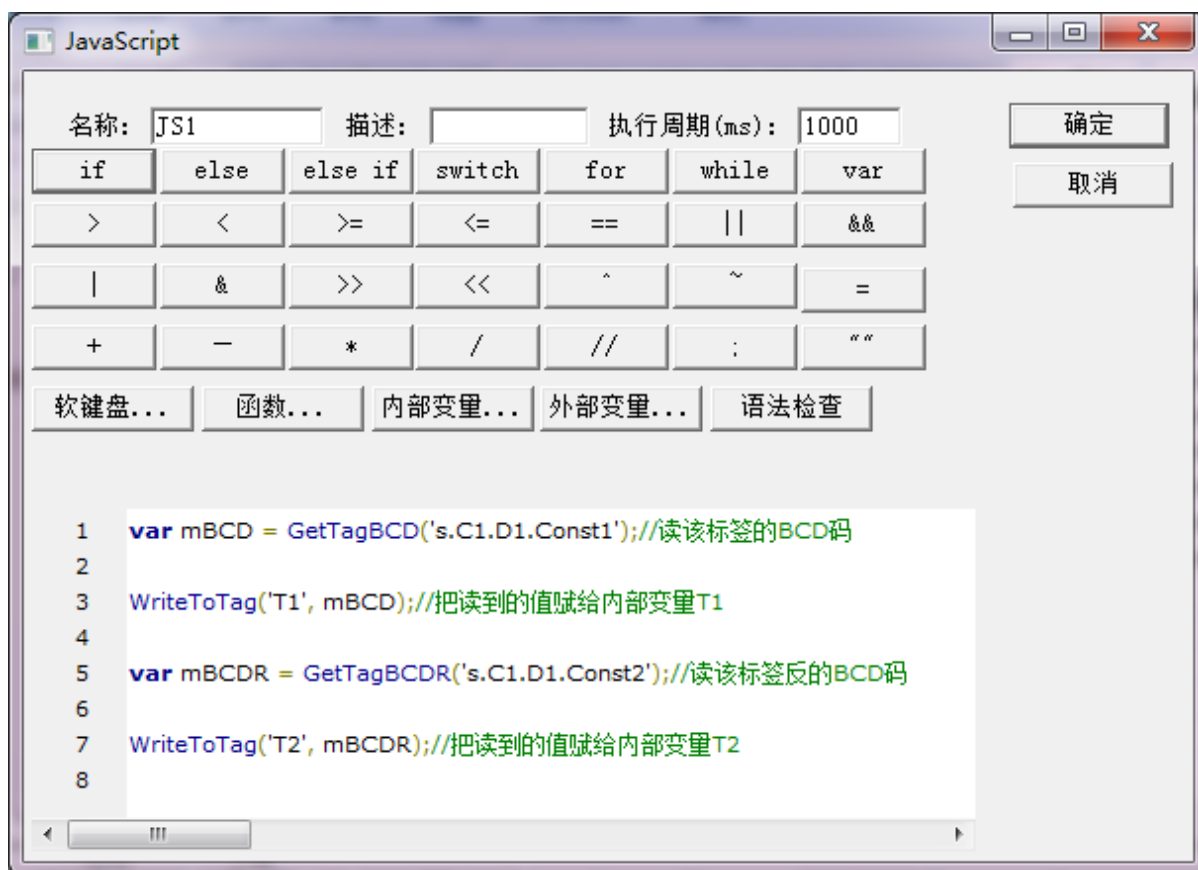 JavaScript
名称: JS1 描述: 执行周期(ms): 1000 确定
if else else if switch for while var 取消
> < >= <= == || &&
| & >> << ^ ~ =
+ — * / // ; ""
软键盘... 函数... 内部变量... 外部变量... 语法检查
1 var mBCD = GetTagBCD('s.C1.D1.Const1');//读该标签的BCD码
2
3 WriteToTag('T1', mBCD);//把读到的值赋给内部变量T1
4
5 var mBCDR = GetTagBCDR('s.C1.D1.Const2');//读该标签反的BCD码
6
7 WriteToTag('T2', mBCDR);//把读到的值赋给内部变量T2
8